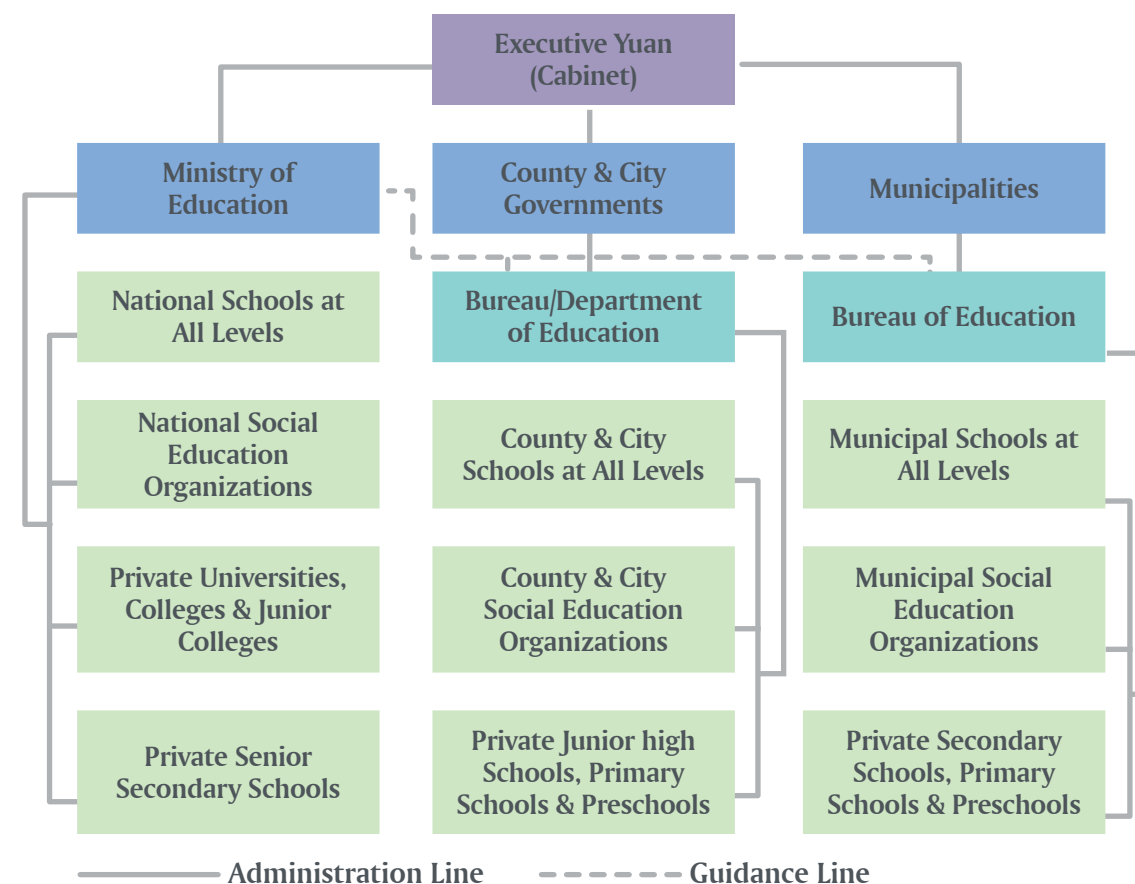 Executive Yuan
(Cabinet)
Ministry of
Education
County & City
Governments
Municipalities
National Schools at
All Levels
Bureau/Department
of Education
Bureau of Education
National Social
Education
Organizations
County & City
Schools at All Levels
Municipal Schools at
All Levels
Private Universities,
Colleges & Junior
Colleges
County & City
Social Education
Organizations
Municipal Social
Education
Organizations
Private Senior
Secondary Schools
Private Junior high
Schools, Primary
Schools & Preschools
Private Secondary
Schools, Primary
Schools & Preschools
Administration Line
Guidance Line